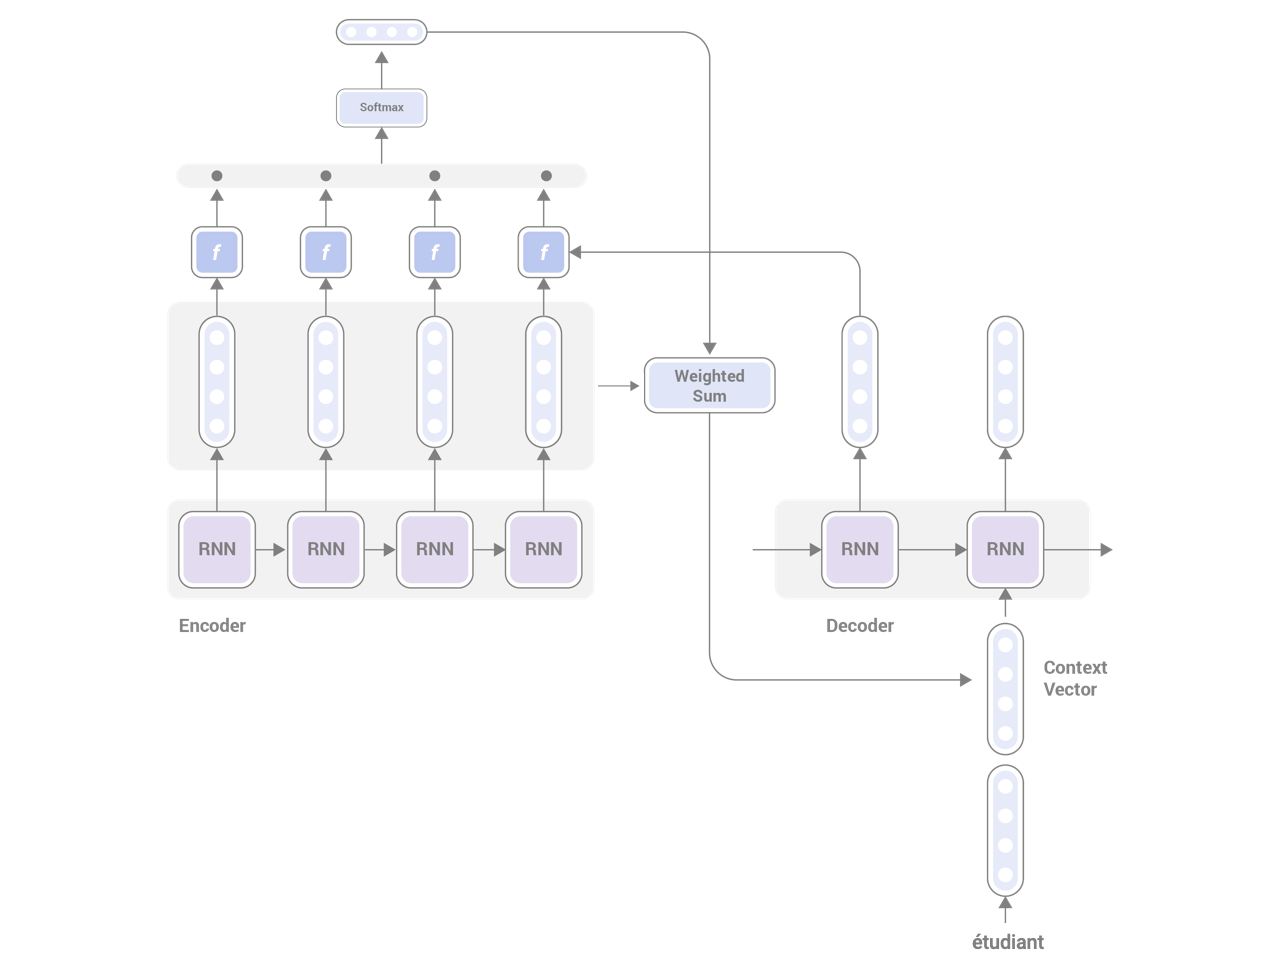 Softmax
f f f f
Weighted
Sum
RNN RNN RNN RNN RNN RNN
Encoder
Decoder
Context
Vector
étudiant